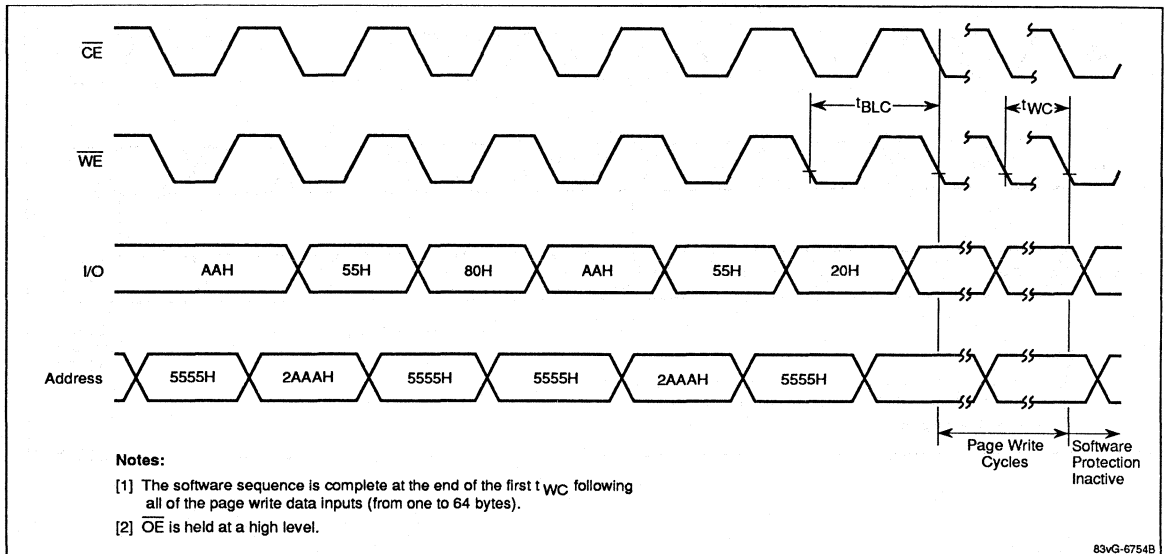 CE
tBLC
tWC
WE
I/O AAH 55H 80H AAH 55H 20H
Address 5555H 2AAAH 5555H 5555H 2AAAH 5555H
Page Write Cycles
Software Protection Inactive
Notes:
[1] The software sequence is complete at the end of the first t WC following
all of the page write data inputs (from one to 64 bytes).
[2] OE is held at a high level.
83vG-6754B